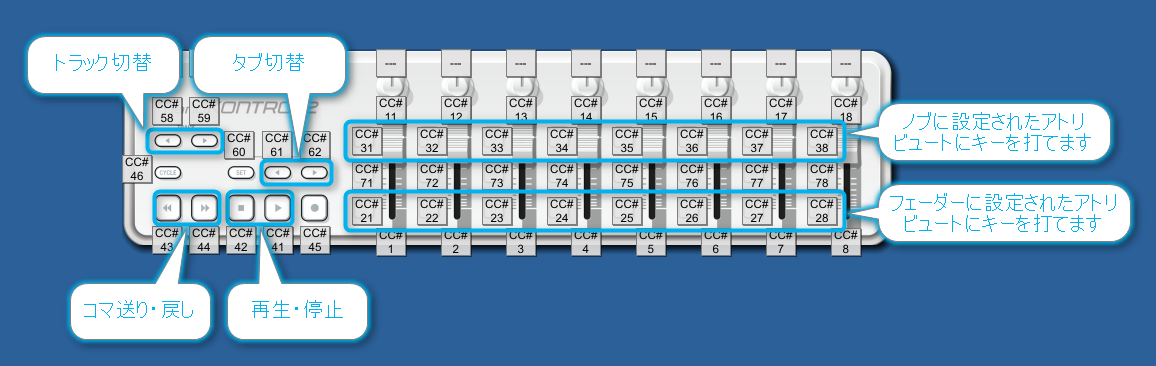 トラック切替
タブ切替
--- --- --- --- --- --- --- ---
CC# 58 CC# 59
ONTRO 2
CC# 11 CC# 12 CC# 13 CC# 14 CC# 15 CC# 16 CC# 17 CC# 18
ノブに設定されたアトリ
ビュートにキーを打てます
CC# 31 CC# 32 CC# 33 CC# 34 CC# 35 CC# 36 CC# 37 CC# 38
CC# 60 CC# 61 CC# 62
CC# 46
CYCLE
SET
CC# 71 CC# 72 CC# 73 CC# 74 CC# 75 CC# 76 CC# 77 CC# 78
フェーダーに設定されたアトリ
ビュートにキーを打てます
CC# 21 CC# 22 CC# 23 CC# 24 CC# 25 CC# 26 CC# 27 CC# 28
CC# 43 CC# 44 CC# 42 CC# 41 CC# 45
CC# 1 CC# 2 CC# 3 CC# 4 CC# 5 CC# 6 CC# 7 CC# 8
コマ送り・戻し
再生・停止